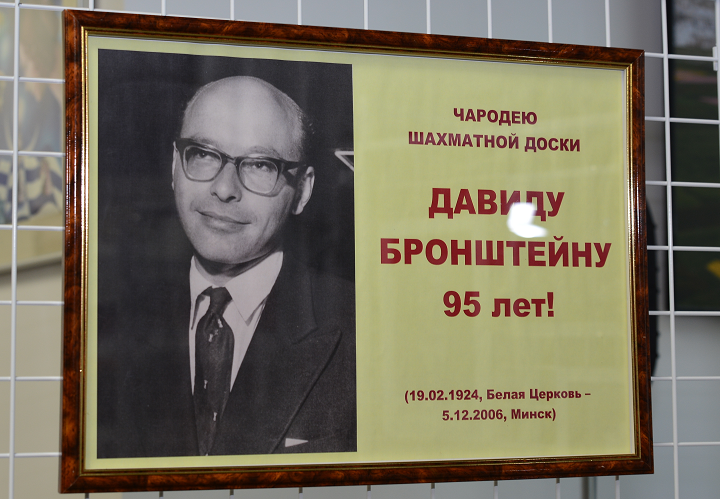 ЧАРОДЕЮ
ШАХМАТНОЙ ДОСКИ
ДАВИДУ
БРОНШТЕЙНУ
95 лет!
(19.02.1924, Белая Церковь –
5.12.2006, Минск)